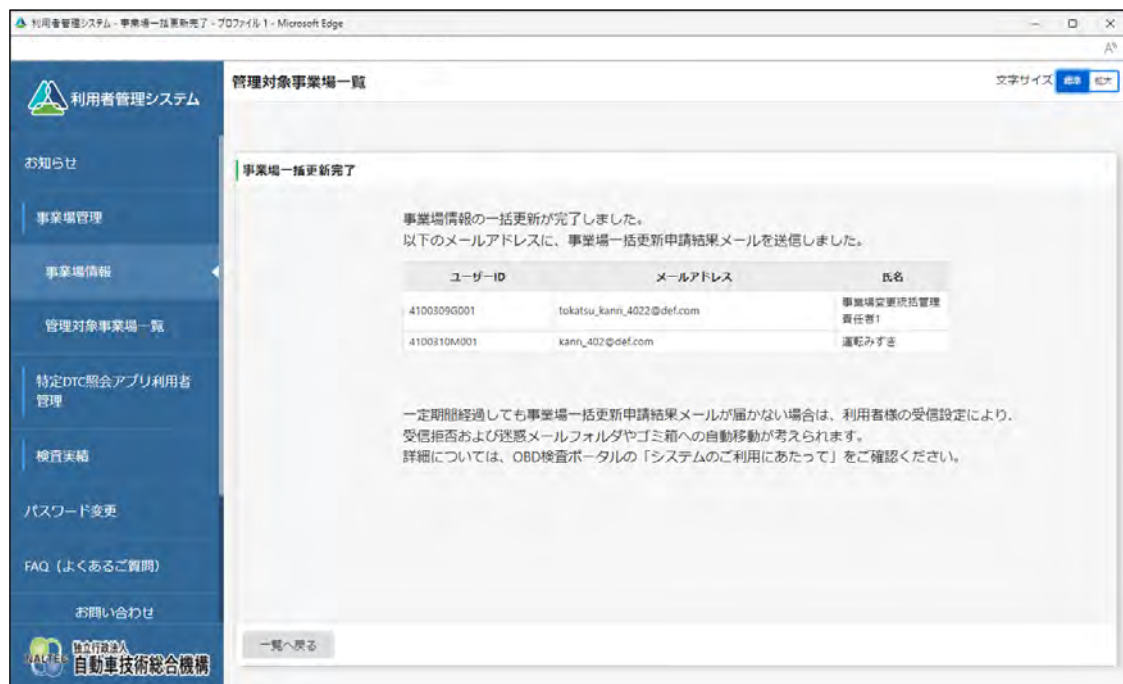 利用者管理システム - 事業場一括更新完了 - プロファイル 1 - Microsoft Edge
利用者管理システム
管理対象事業場一覧
文字サイズ 標準 拡大
お知らせ
事業場管理
事業場情報
管理対象事業場一覧
特定DTC照会アプリ利用者
管理
検査実績
パスワード変更
FAQ（よくあるご質問）
お問い合わせ
NALTEC 独立行政法人
自動車技術総合機構
事業場一括更新完了
事業場情報の一括更新が完了しました。
以下のメールアドレスに、事業場一括更新申請結果メールを送信しました。
ユーザーID メールアドレス 氏名
4100309G001 tokatsu_kanri_4022@def.com 事業場変更統括管理
責任者1
4100310M001 kanri_402@def.com 運転みずき
一定期間経過しても事業場一括更新申請結果メールが届かない場合は、利用者様の受信設定により、
受信拒否および迷惑メールフォルダやゴミ箱への自動移動が考えられます。
詳細については、OBD検査ポータルの「システムのご利用にあたって」をご確認ください。
一覧へ戻る